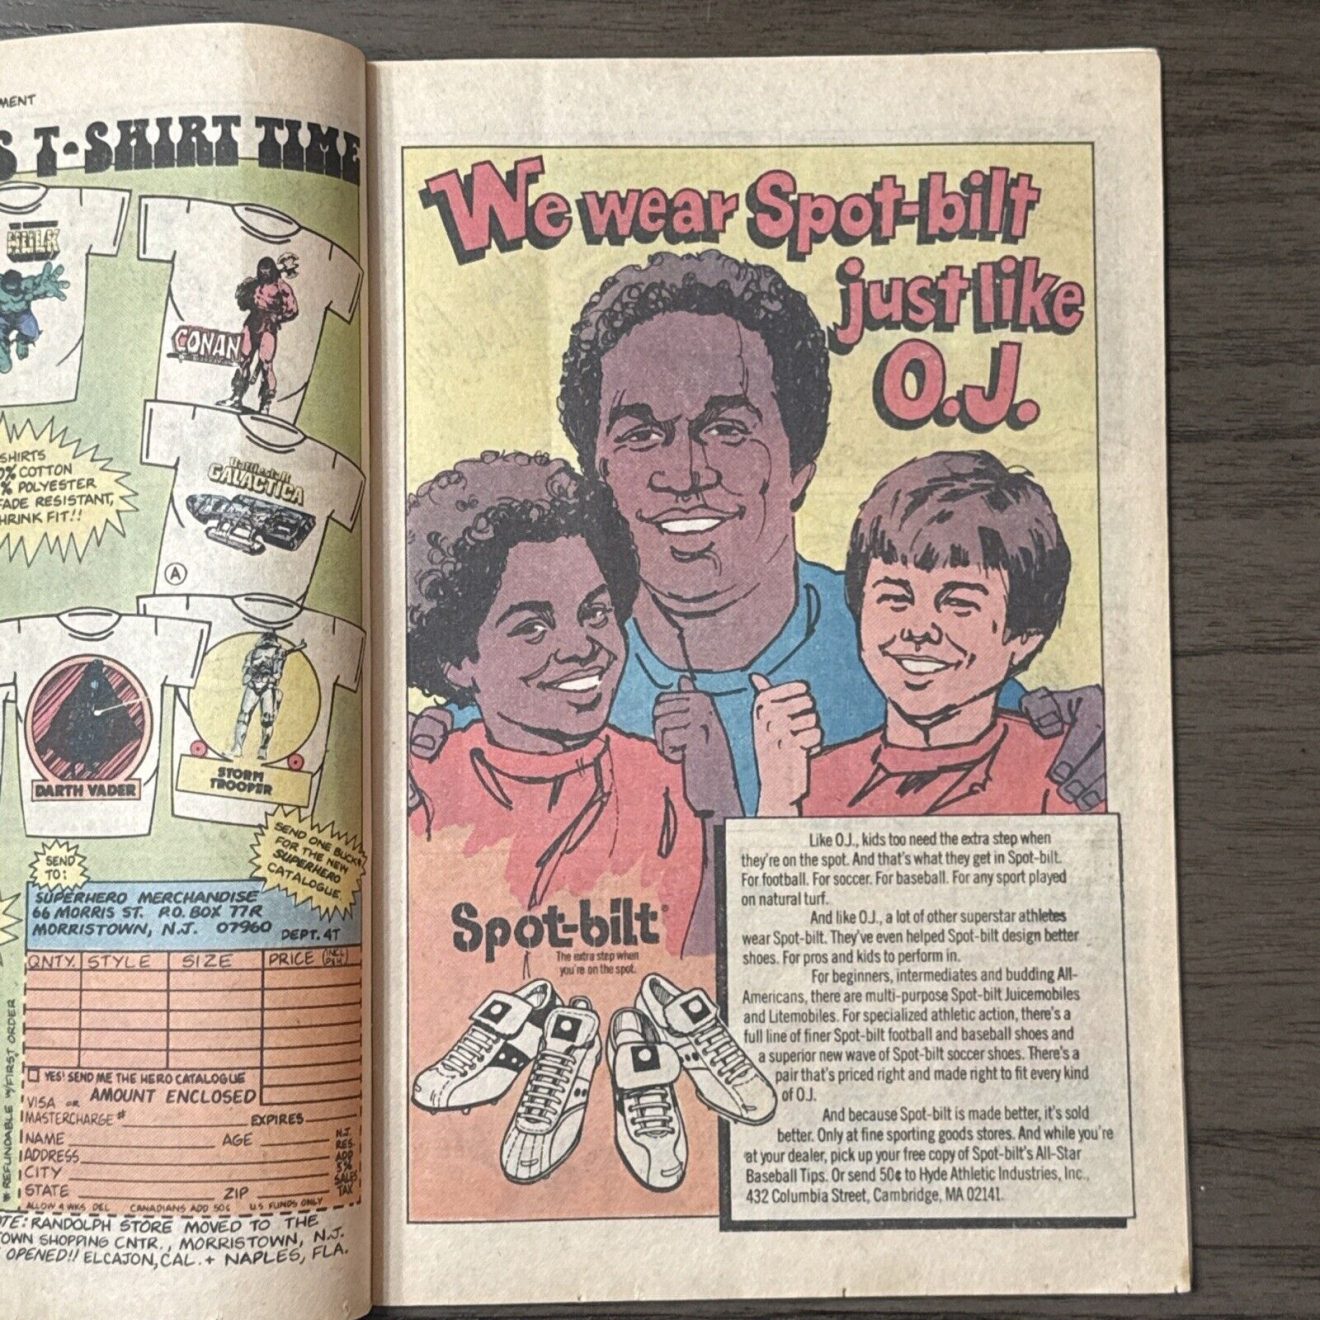 MENT
S T-SHIRT TIME
THE INCREDIBLE
HULK
CONAN
SHIRTS
0% COTTON
% POLYESTER
FADE RESISTANT,
HRINK FIT!!
Battlestar
GALACTICA
A
DARTH VADER
STORM
TROOPER
SEND
TO:
SEND ONE BUCK
FOR THE NEW
SUPERHERO
CATALOGUE
SUPERHERO MERCHANDISE
66 MORRIS ST. P.O. BOX 77R
MORRISTOWN, N.J. 07960 DEPT. 4T
QNTY. STYLE SIZE PRICE (INCL. P&H)
* REFUNDABLE W/FIRST ORDER
YES! SEND ME THE HERO CATALOGUE
AMOUNT ENCLOSED
VISA OR
MASTERCHARGE # EXPIRES
NAME AGE
ADDRESS
CITY
STATE ZIP
N.J.
RES.
ADD
5%
SALES
TAX
ALLOW 4 WKS DEL CANADIANS ADD 50¢ U.S FUNDS ONLY
OTE: RANDOLPH STORE MOVED TO THE
OWN SHOPPING CNTR., MORRISTOWN, N.J.
OPENED!! ELCAJON, CAL. + NAPLES, FLA.
We wear Spot-bilt
just like
O.J.
Spot-bilt®
The extra step when
you're on the spot.
Like O.J., kids too need the extra step when
they're on the spot. And that's what they get in Spot-bilt.
For football. For soccer. For baseball. For any sport played
on natural turf.
And like O.J., a lot of other superstar athletes
wear Spot-bilt. They've even helped Spot-bilt design better
shoes. For pros and kids to perform in.
For beginners, intermediates and budding All-
Americans, there are multi-purpose Spot-bilt Juicemobiles
and Litemobiles. For specialized athletic action, there's a
full line of finer Spot-bilt football and baseball shoes and
a superior new wave of Spot-bilt soccer shoes. There's a
pair that's priced right and made right to fit every kind
of O.J.
And because Spot-bilt is made better, it's sold
better. Only at fine sporting goods stores. And while you're
at your dealer, pick up your free copy of Spot-bilt's All-Star
Baseball Tips. Or send 50¢ to Hyde Athletic Industries, Inc.,
432 Columbia Street, Cambridge, MA 02141.